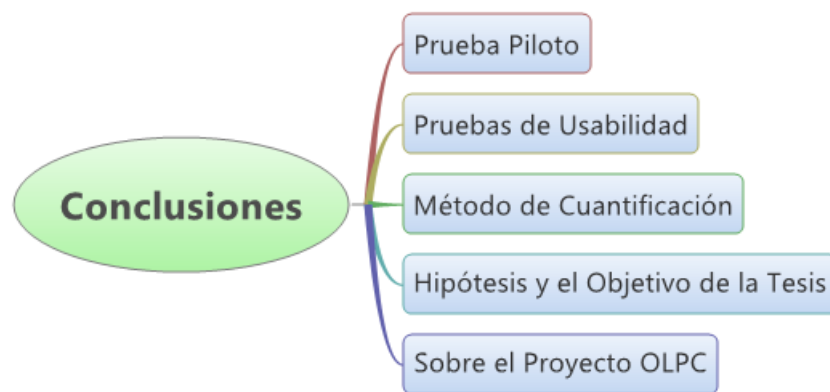 Conclusiones
Prueba Piloto
Pruebas de Usabilidad
Método de Cuantificación
Hipótesis y el Objetivo de la Tesis
Sobre el Proyecto OLPC